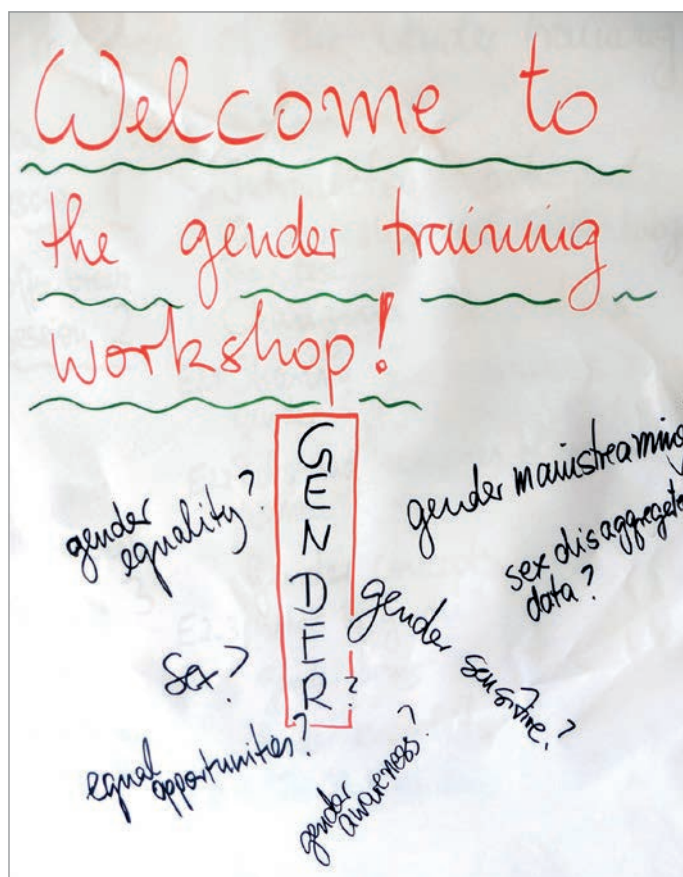 Welcome to
the gender training
workshop!
GENDER?
gender
equality?
gender mainstreaming
sex disaggregate
data?
gender sensitive?
Sex?
equal
opportunities?
gender
awareness?